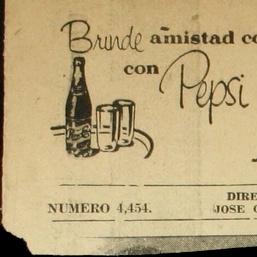 Brinde amistad co
con Pepsi
DIRE
NUMERO 4,454. JOSE